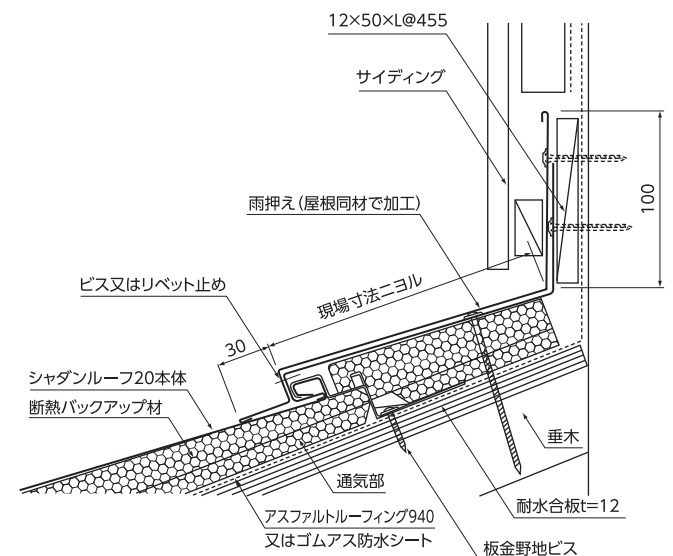 12×50×L@455
サイディング
雨押え（屋根同材で加工）
100
ビス又はリベット止め
現場寸法ニヨル
30
シャダンルーフ20本体
断熱バックアップ材
垂木
通気部
耐水合板t=12
アスファルトルーフィング940
又はゴムアス防水シート
板金野地ビス